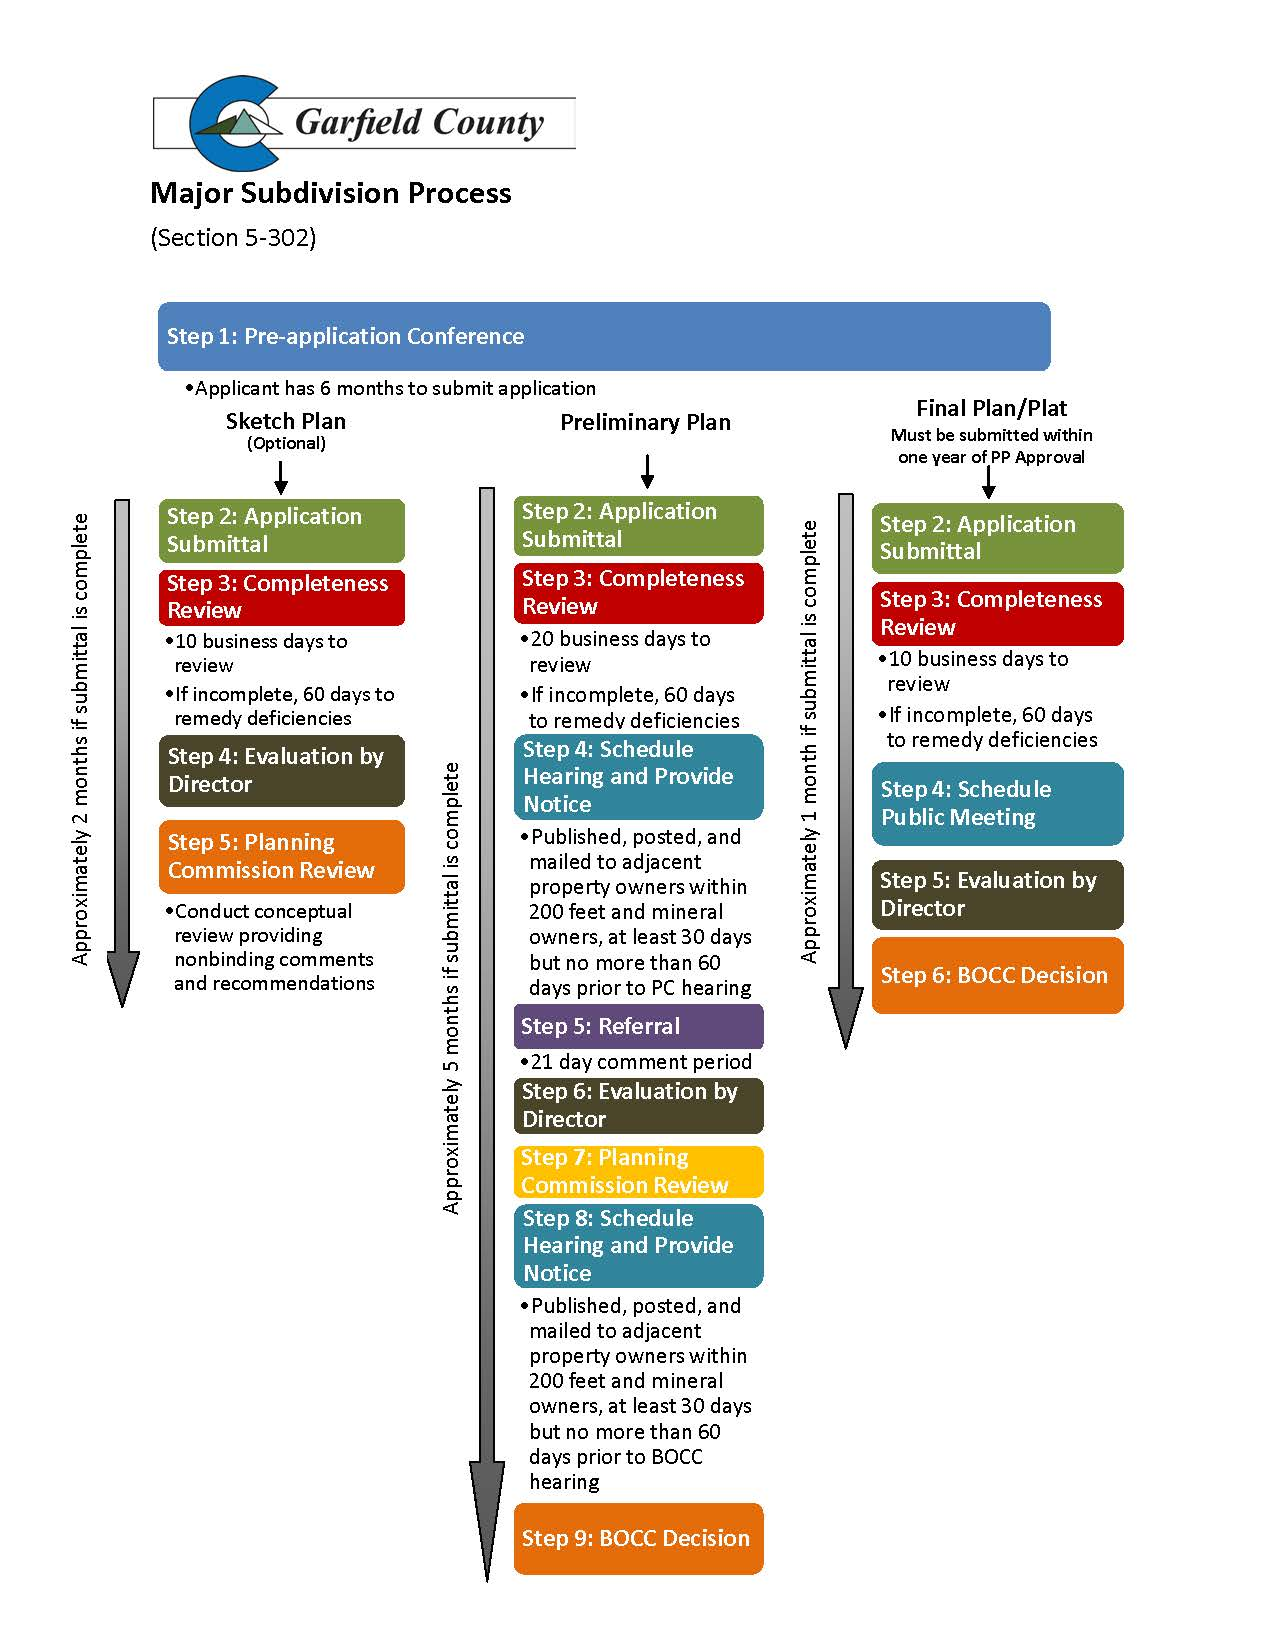 Garfield County
Major Subdivision Process
(Section 5-302)
Step 1: Pre-application Conference
•Applicant has 6 months to submit application
Sketch Plan
(Optional)
Approximately 2 months if submittal is complete
Step 2: Application
Submittal
Step 3: Completeness
Review
•10 business days to
review
•If incomplete, 60 days to
remedy deficiencies
Step 4: Evaluation by
Director
Step 5: Planning
Commission Review
•Conduct conceptual
review providing
nonbinding comments
and recommendations
Preliminary Plan
Approximately 5 months if submittal is complete
Step 2: Application
Submittal
Step 3: Completeness
Review
•20 business days to
review
•If incomplete, 60 days
to remedy deficiencies
Step 4: Schedule
Hearing and Provide
Notice
•Published, posted, and
mailed to adjacent
property owners within
200 feet and mineral
owners, at least 30 days
but no more than 60
days prior to PC hearing
Step 5: Referral
•21 day comment period
Step 6: Evaluation by
Director
Step 7: Planning
Commission Review
Step 8: Schedule
Hearing and Provide
Notice
•Published, posted, and
mailed to adjacent
property owners within
200 feet and mineral
owners, at least 30 days
but no more than 60
days prior to BOCC
hearing
Step 9: BOCC Decision
Final Plan/Plat
Must be submitted within
one year of PP Approval
Approximately 1 month if submittal is complete
Step 2: Application
Submittal
Step 3: Completeness
Review
•10 business days to
review
•If incomplete, 60 days
to remedy deficiencies
Step 4: Schedule
Public Meeting
Step 5: Evaluation by
Director
Step 6: BOCC Decision